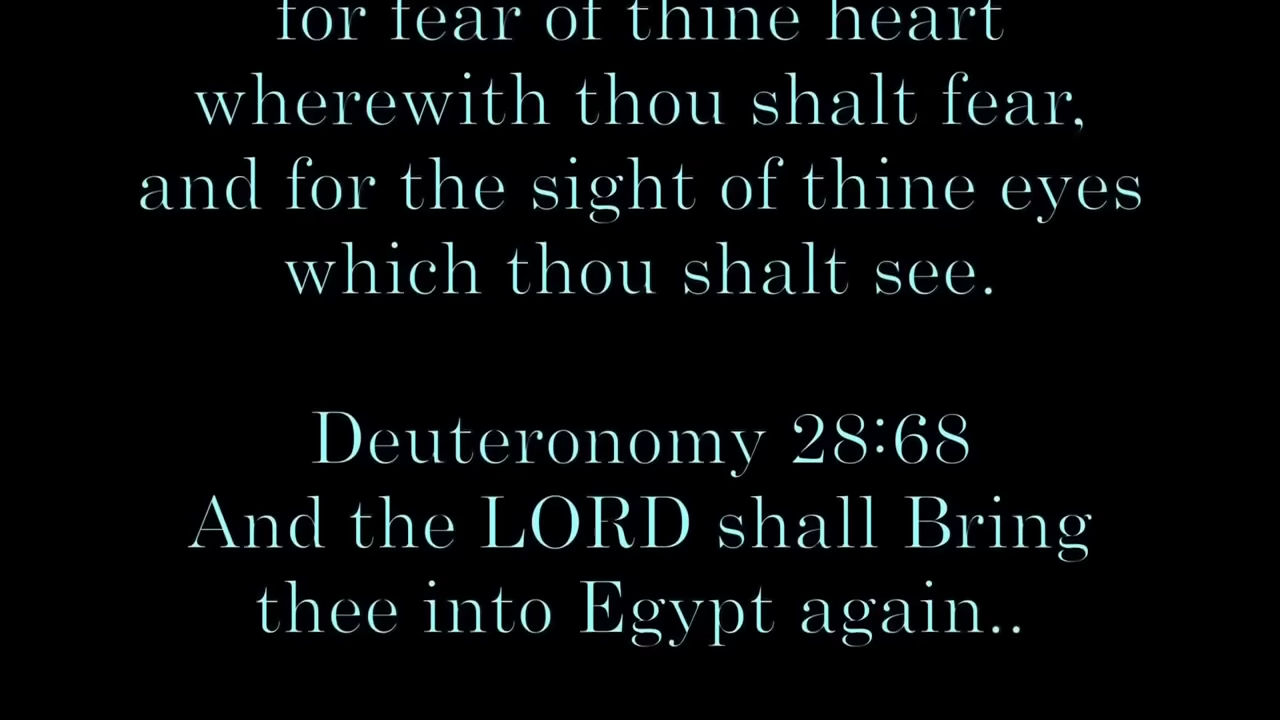 for fear of thine heart
wherewith thou shalt fear,
and for the sight of thine eyes
which thou shalt see.
Deuteronomy 28:68
And the LORD shall Bring
thee into Egypt again..